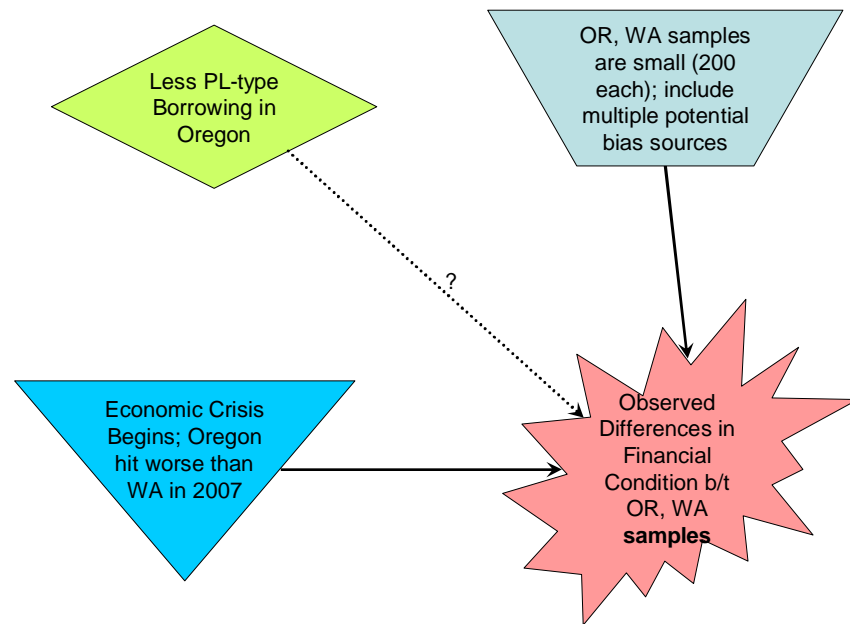 Less PL-type
Borrowing in
Oregon
OR, WA samples
are small (200
each); include
multiple potential
bias sources
?
Economic Crisis
Begins; Oregon
hit worse than
WA in 2007
Observed
Differences in
Financial
Condition b/t
OR, WA
samples